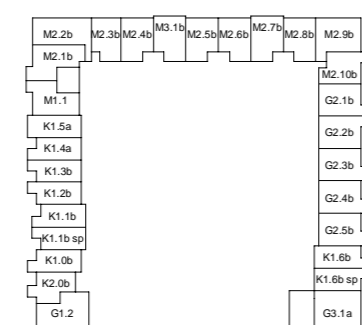 M2.2b
M2.3b
M2.4b
M3.1b
M2.5b
M2.6b
M2.7b
M2.8b
M2.9b
M2.1b
M2.10b
M1.1
G2.1b
K1.5a
G2.2b
K1.4a
K1.3b
G2.3b
K1.2b
G2.4b
K1.1b
G2.5b
K1.1b sp
K1.0b
K1.6b
K2.0b
K1.6b sp
G1.2
G3.1a